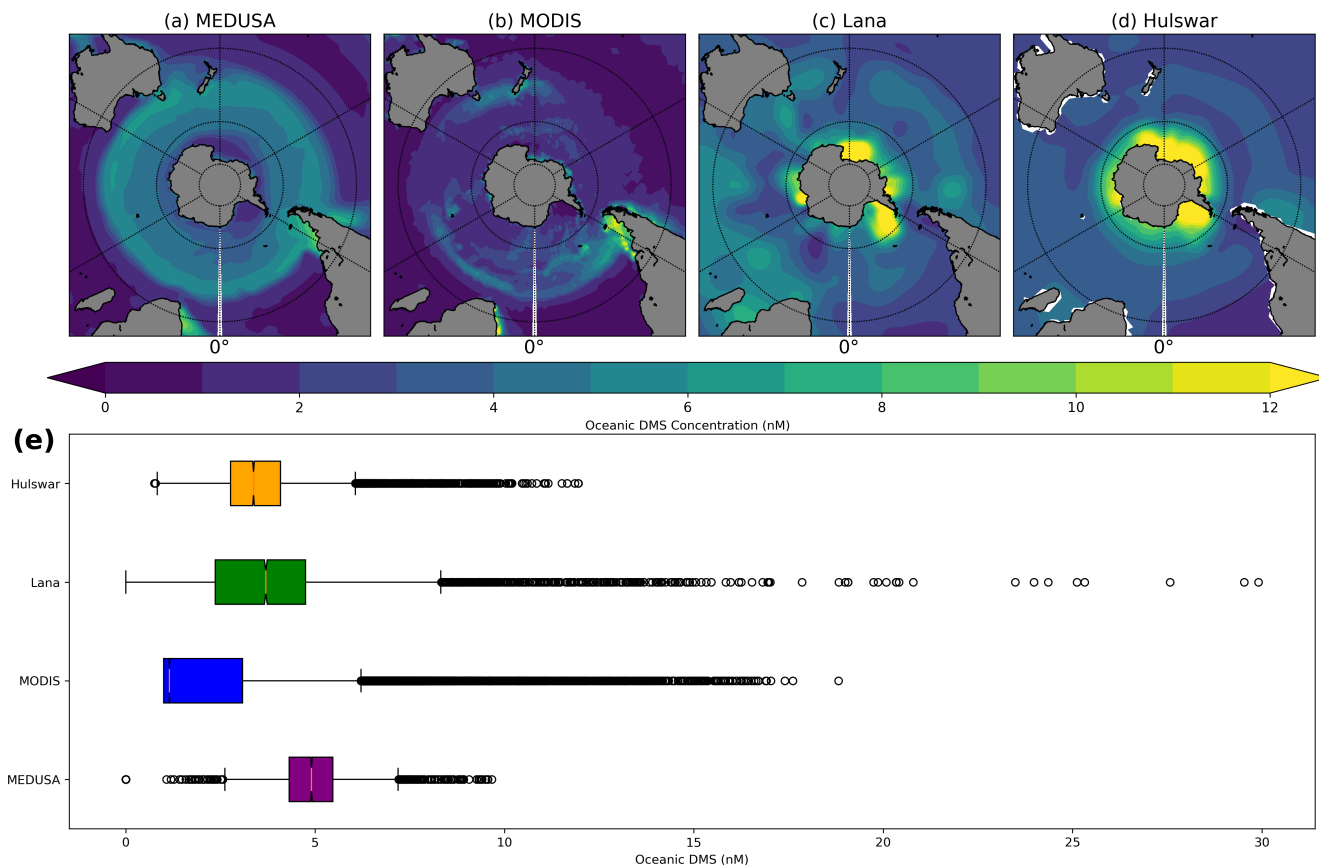 (a) MEDUSA
(b) MODIS
(c) Lana
(d) Hulswar
0°
0°
0°
0°
0 2 4 6 8 10 12
Oceanic DMS Concentration (nM)
(e)
Hulswar
Lana
MODIS
MEDUSA
0 5 10 15 20 25 30
Oceanic DMS (nM)